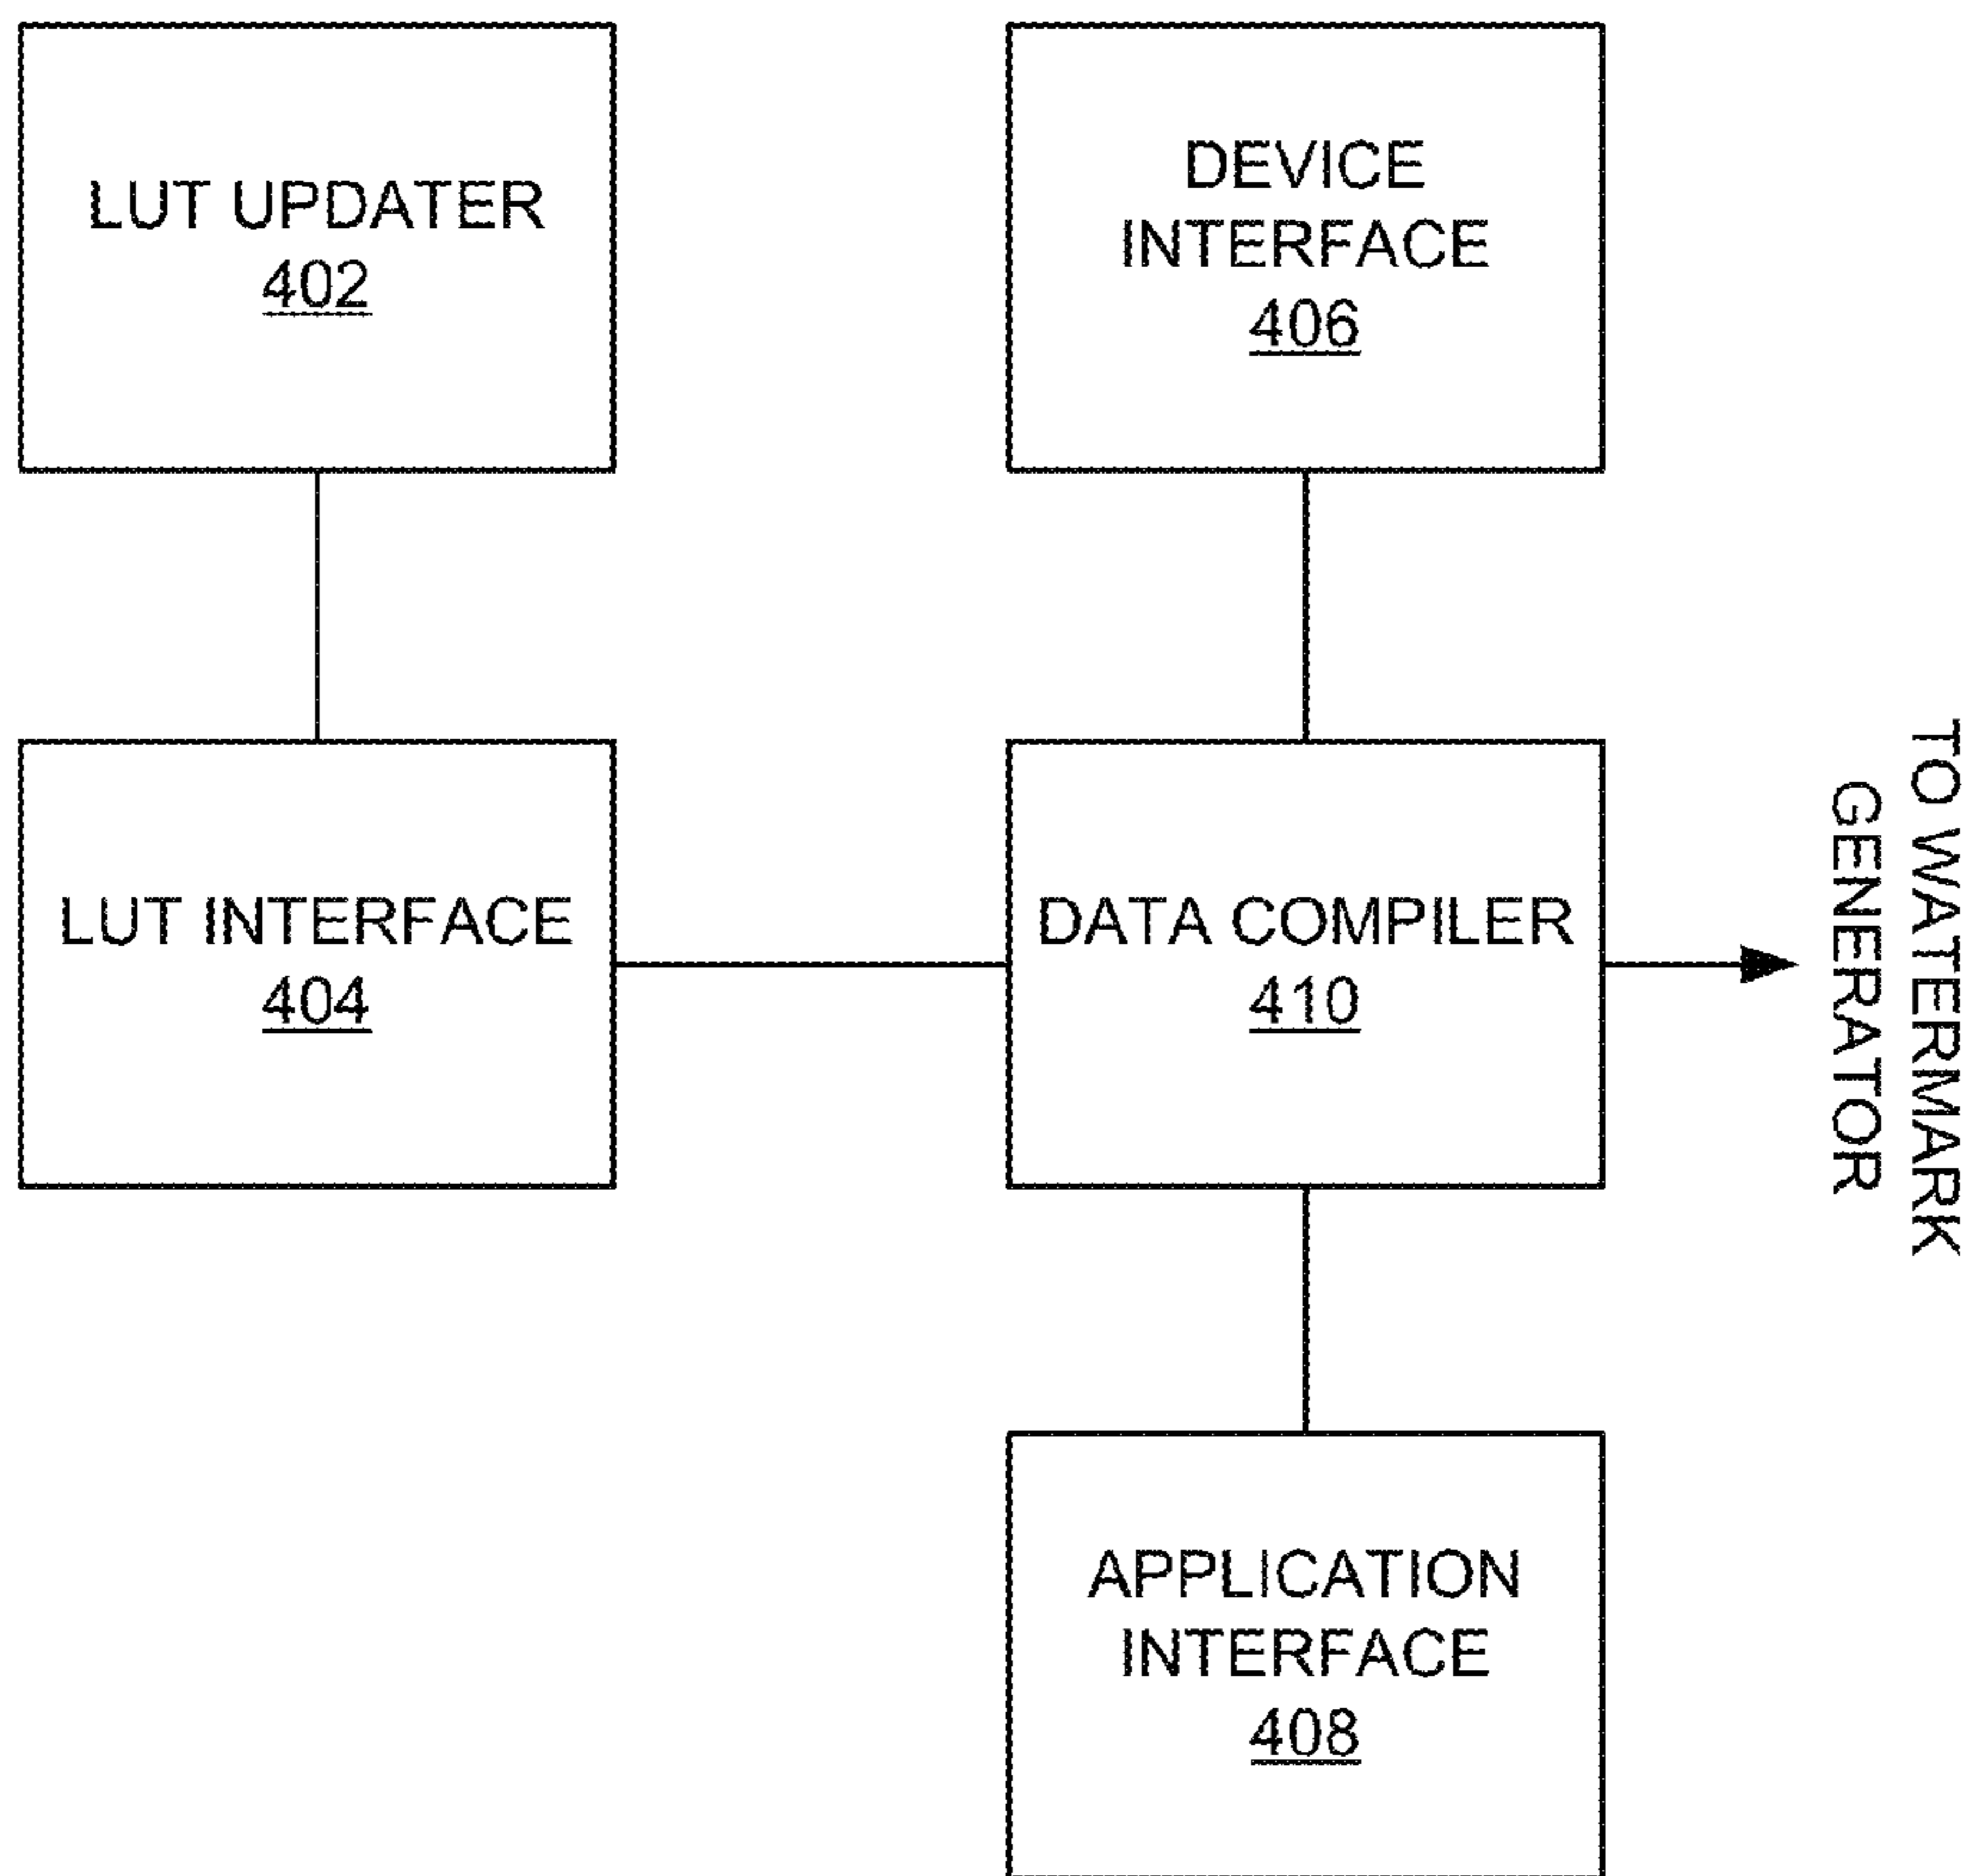 LUT UPDATER
402
DEVICE
INTERFACE
406
LUT INTERFACE
404
DATA COMPILER
410
TO WATERMARK
GENERATOR
APPLICATION
INTERFACE
408